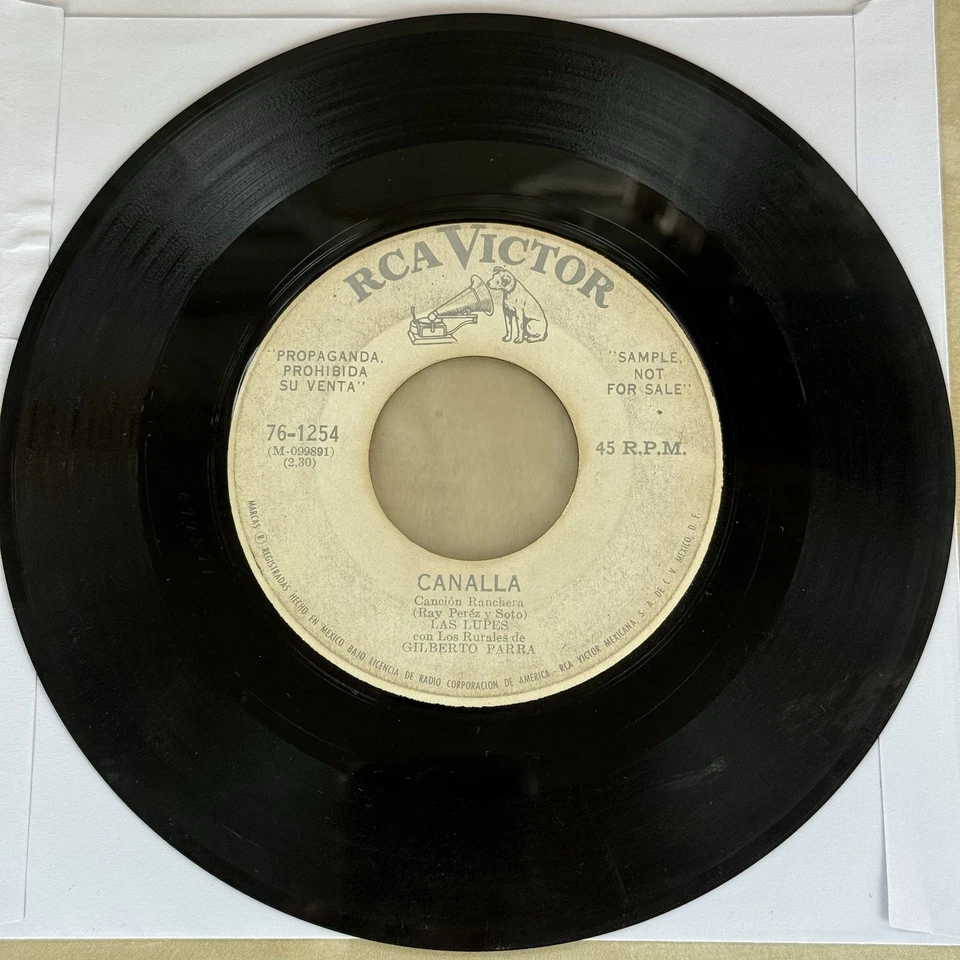 RCA VICTOR
"PROPAGANDA,
PROHIBIDA
SU VENTA"
"SAMPLE,
NOT
FOR SALE"
76-1254
(M-099891)
(2,30)
45 R.P.M.
CANALLA
Canción Ranchera
(Ray Peréz y Soto)
LAS LUPES
con Los Rurales de
GILBERTO PARRA
MARCAS ® REGISTRADAS HECHO EN MEXICO BAJO LICENCIA DE RADIO CORPORACION DE AMERICA - RCA VICTOR MEXICANA, S. A. DE C. V. MEXICO, D. F.